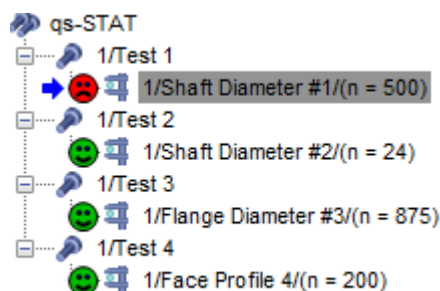 qs-STAT
1/Test 1
1/Shaft Diameter #1/(n = 500)
1/Test 2
1/Shaft Diameter #2/(n = 24)
1/Test 3
1/Flange Diameter #3/(n = 875)
1/Test 4
1/Face Profile 4/(n = 200)